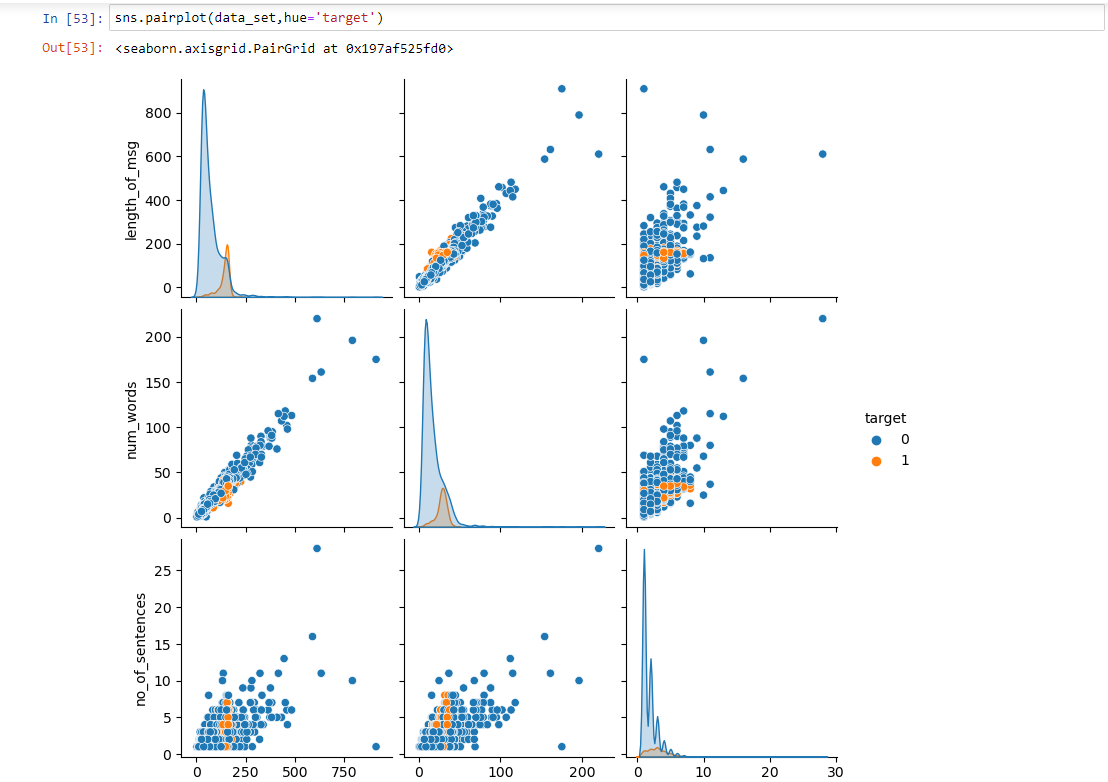 In [53]: sns.pairplot(data_set,hue='target')
Out[53]: <seaborn.axisgrid.PairGrid at 0x197af525fd0>
length_of_msg
800
600
400
200
0
num_words
200
150
100
50
0
target
0
1
no_of_sentences
25
20
15
10
5
0
0 250 500 750
0 100 200
0 10 20 30